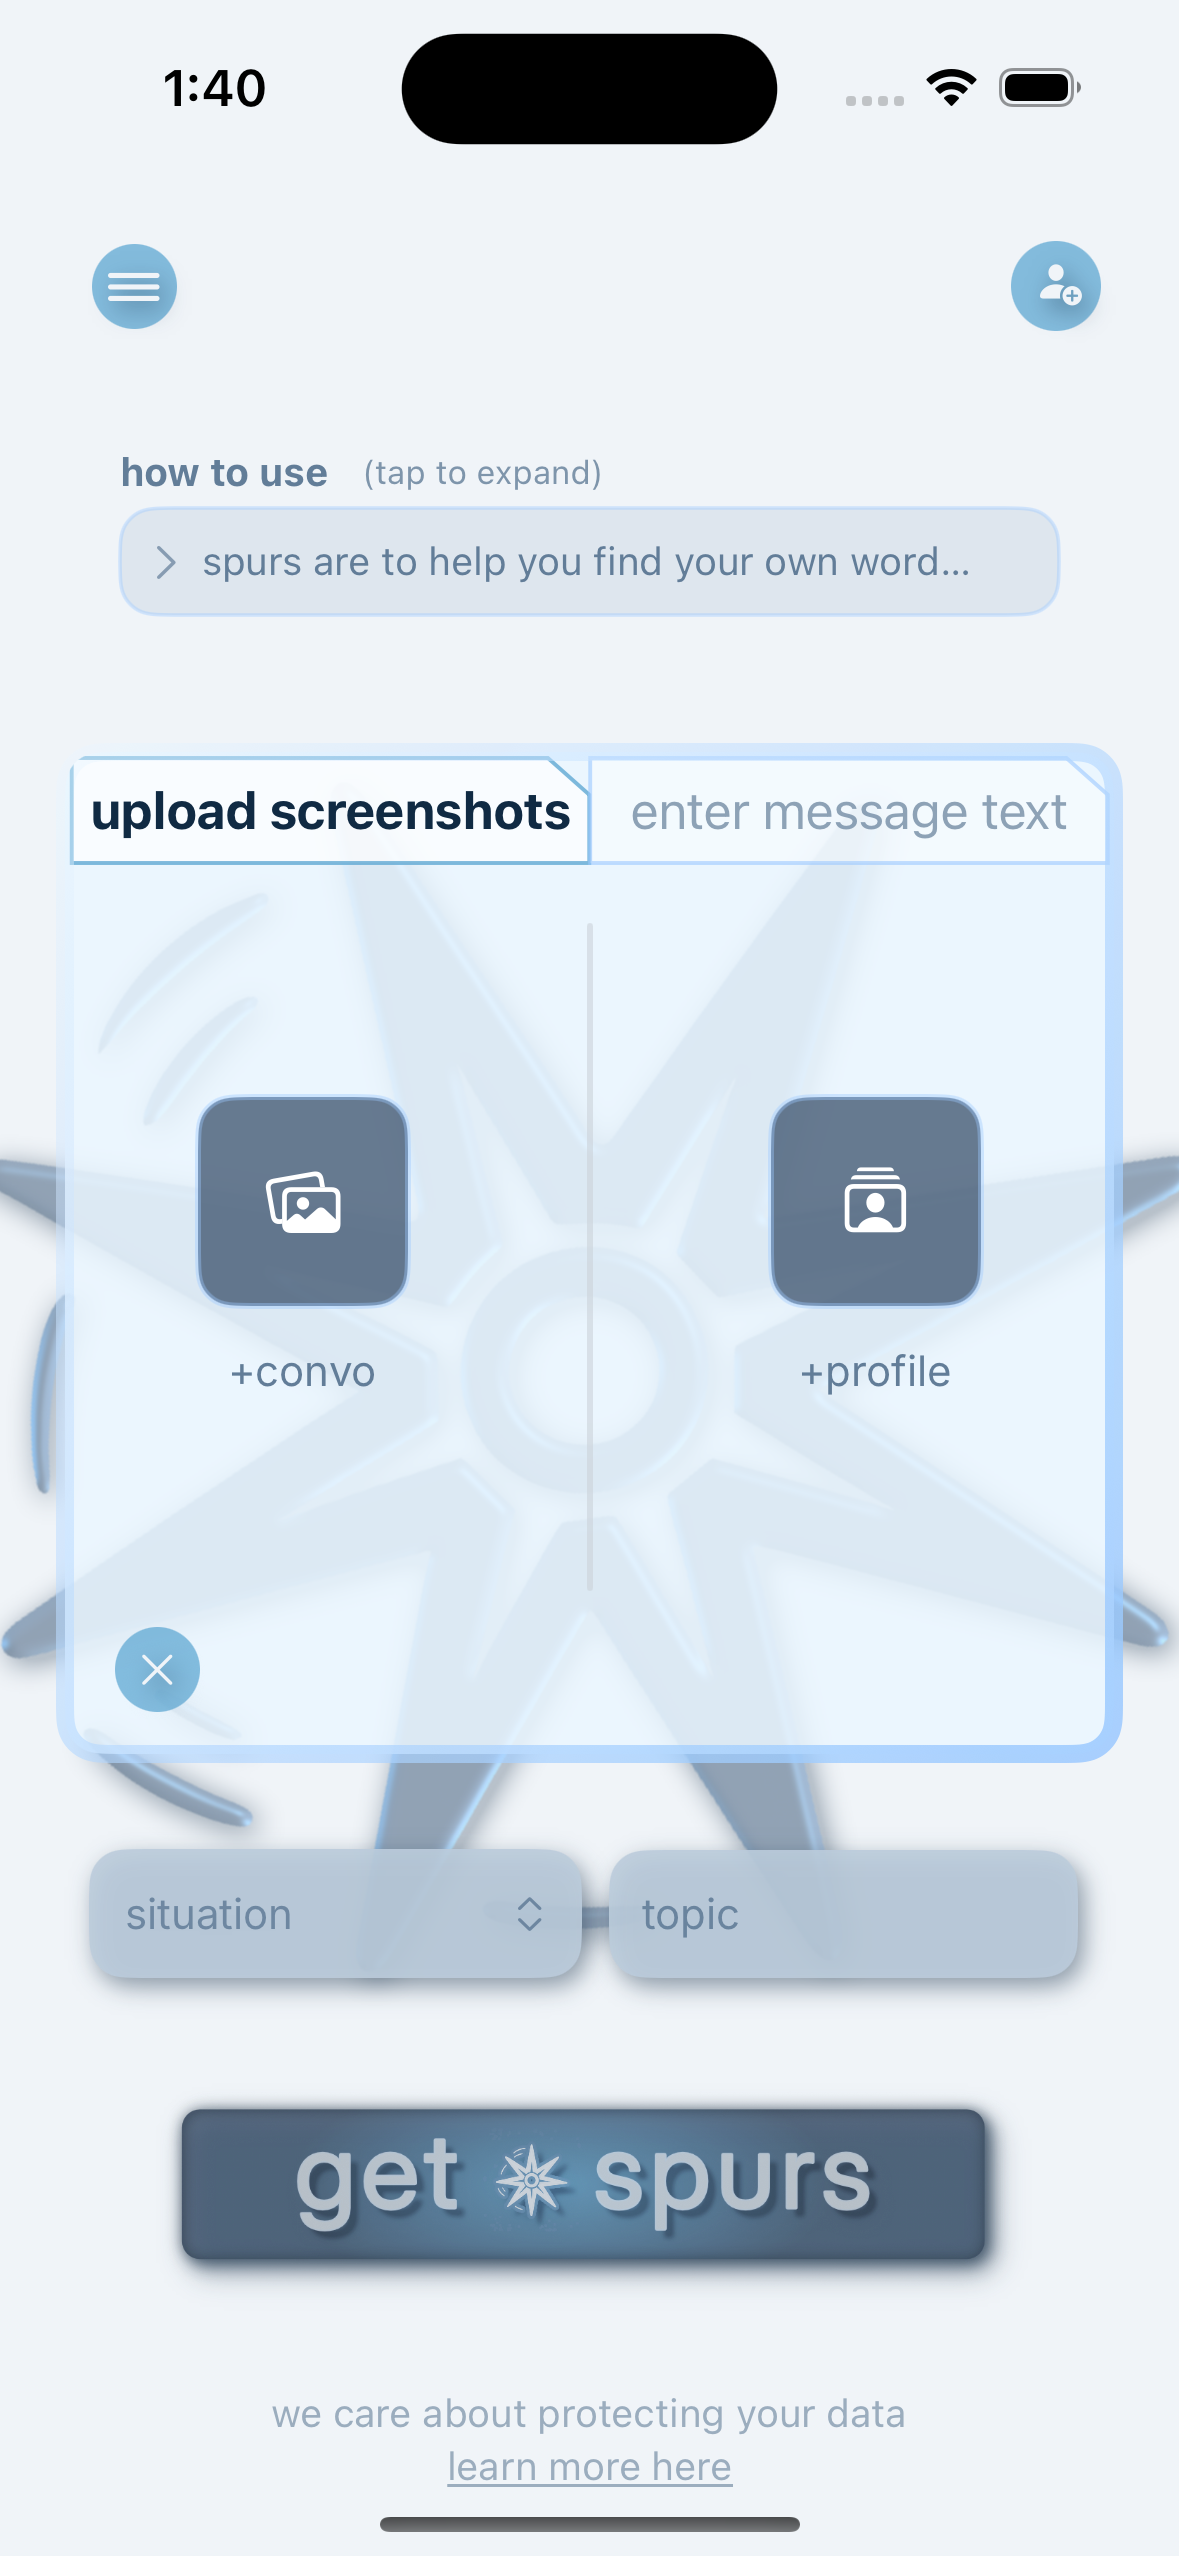 1:40
how to use (tap to expand)
spurs are to help you find your own word...
upload screenshots
enter message text
+convo
+profile
situation
topic
get spurs
we care about protecting your data
learn more here